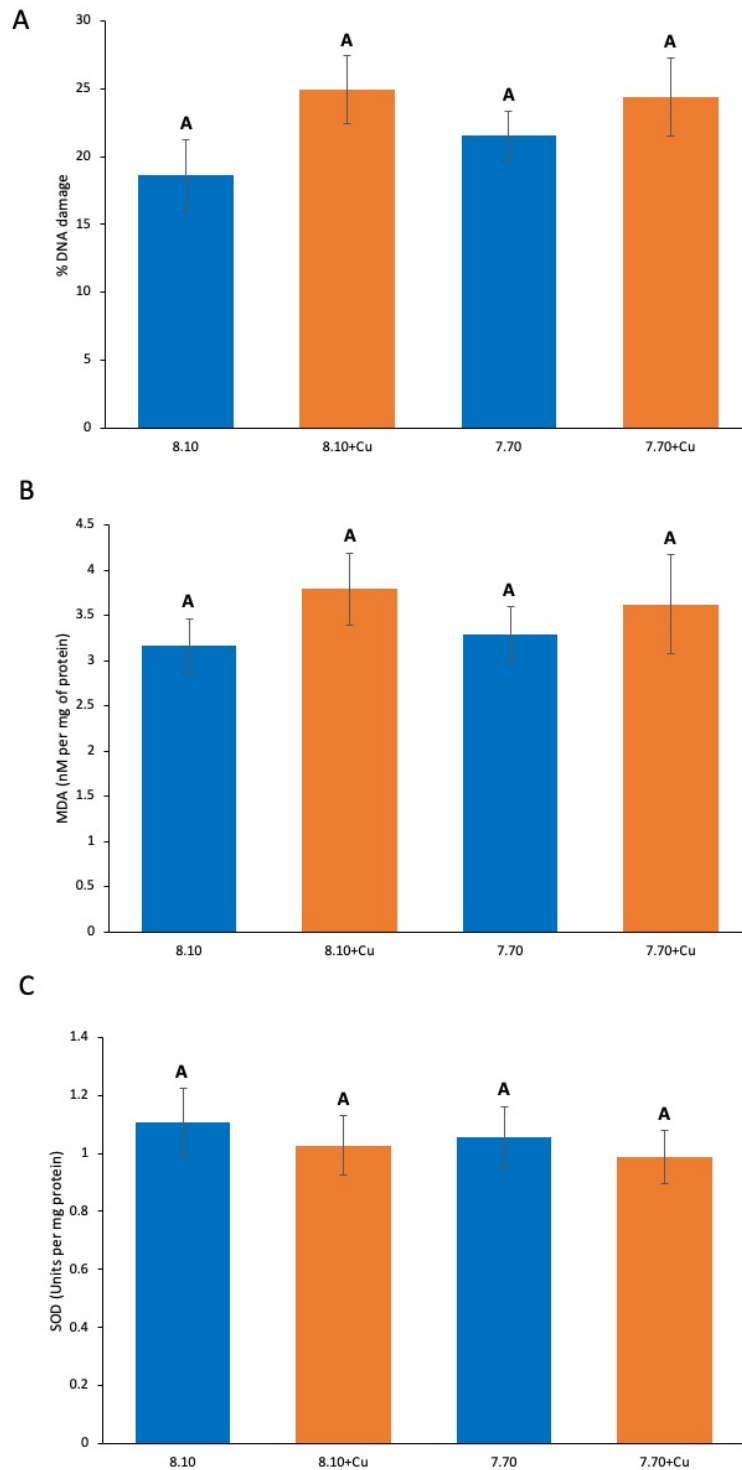 A
% DNA damage
30
25
20
15
10
5
0
A
A
A
A
8.10
8.10+Cu
7.70
7.70+Cu
B
MDA (nM per mg of protein)
4.5
4
3.5
3
2.5
2
1.5
1
0.5
0
A
A
A
A
8.10
8.10+Cu
7.70
7.70+Cu
C
SOD (Units per mg protein)
1.4
1.2
1
0.8
0.6
0.4
0.2
0
A
A
A
A
8.10
8.10+Cu
7.70
7.70+Cu